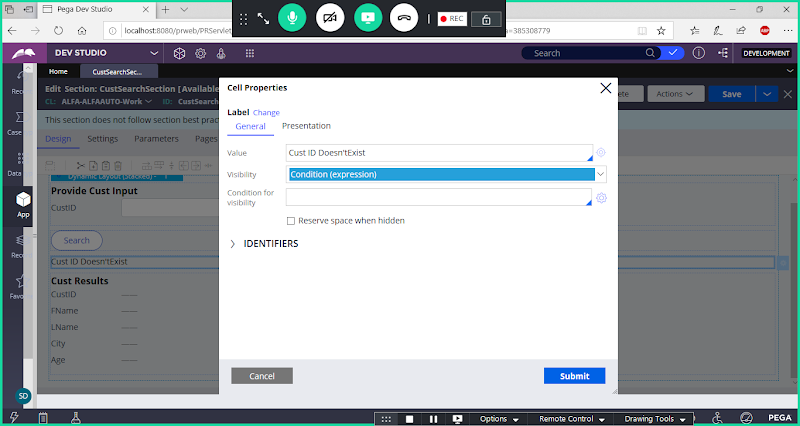 Pega Dev Studio
REC
localhost:8080/prweb/PRServlet
=385308779
ABP
DEV STUDIO
Search
DEVELOPMENT
Home
CustSearchSec...
Edit Section: CustSearchSection [Available
CL: ALFA-ALFAAUTO-Work
ID: CustSearch
Actions
Save
This section does not follow section best prac
Design
Settings
Parameters
Pages
Case
Data
App
Reco
Favo
Dynamic Layout (Stacked) - 1
Provide Cust Input
CustID
Search
Cust ID Doesn'tExist
Cust Results
CustID
FName
LName
City
Age
Cell Properties
Label Change
General
Presentation
Value
Cust ID Doesn'tExist
Visibility
Condition (expression)
Condition for
visibility
Reserve space when hidden
IDENTIFIERS
Cancel
Submit
SD
Options
Remote Control
Drawing Tools
PEGA